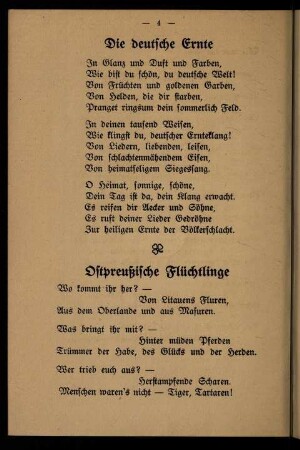 — 4 —
Die deutsche Ernte
In Glanz und Duft und Farben,
Wie bist du schön, du deutsche Welt!
Von Früchten und goldenen Garben,
Von Helden, die dir starben,
Pranget ringsum dein sommerlich Feld.
In deinen tausend Weisen,
Wie klingst du, deutscher Ernteklang!
Von Liedern, liebenden, leisen,
Von schlachtenmähendem Eisen,
Von heimatseligem Siegessang.
O Heimat, sonnige, schöne,
Dein Tag ist da, dein Klang erwacht.
Es reifen dir Aecker und Söhne,
Es ruft deiner Lieder Gedröhne
Zur heiligen Ernte der Völkerschlacht.
Ostpreußische Flüchtlinge
Wo kommt ihr her? —
Von Litauens Fluren,
Aus dem Oberlande und aus Masuren.
Was bringt ihr mit? —
Hinter müden Pferden
Trümmer der Habe, des Glücks und der Herden.
Wer trieb euch aus? —
Herstampfende Scharen.
Menschen waren's nicht — Tiger, Tartaren!